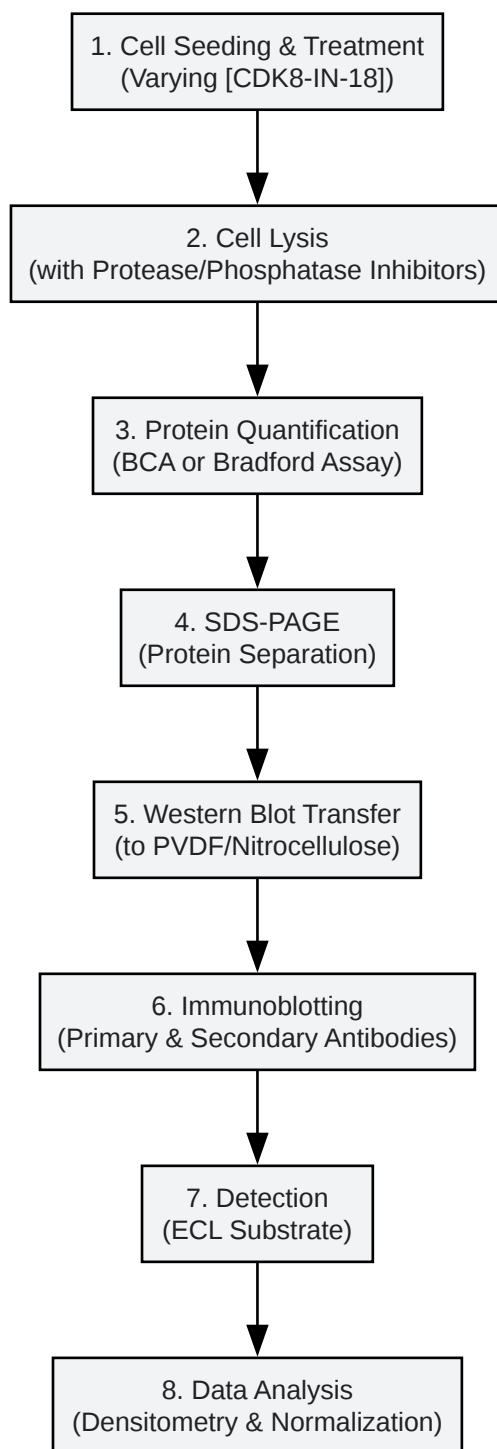 1. Cell Seeding & Treatment
(Varying [CDK8-IN-18])
2. Cell Lysis
(with Protease/Phosphatase Inhibitors)
3. Protein Quantification
(BCA or Bradford Assay)
4. SDS-PAGE
(Protein Separation)
5. Western Blot Transfer
(to PVDF/Nitrocellulose)
6. Immunoblotting
(Primary & Secondary Antibodies)
7. Detection
(ECL Substrate)
8. Data Analysis
(Densitometry & Normalization)